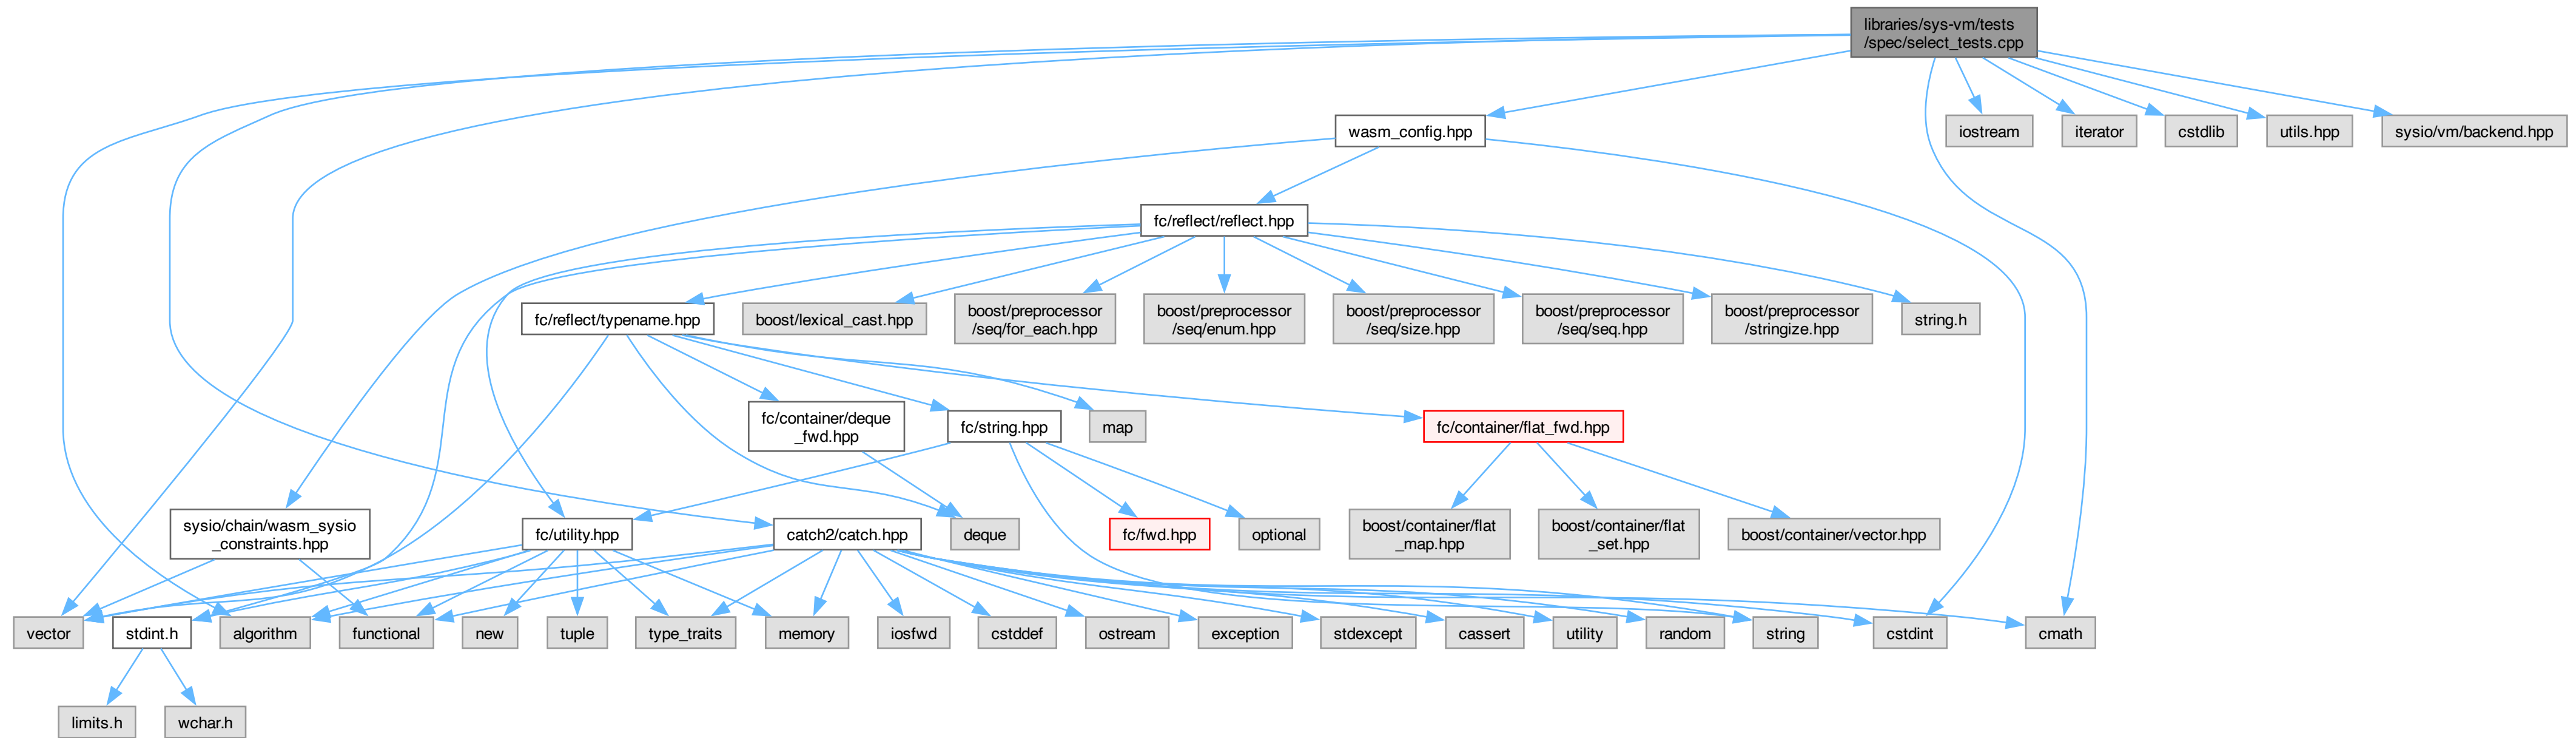 libraries/sys-vm/tests
/spec/select_tests.cpp
wasm_config.hpp
iostream
iterator
cstdlib
utils.hpp
sysio/vm/backend.hpp
fc/reflect/reflect.hpp
fc/reflect/typename.hpp
boost/lexical_cast.hpp
boost/preprocessor
/seq/for_each.hpp
boost/preprocessor
/seq/enum.hpp
boost/preprocessor
/seq/size.hpp
boost/preprocessor
/seq/seq.hpp
boost/preprocessor
/stringize.hpp
string.h
fc/container/deque
_fwd.hpp
fc/string.hpp
map
fc/container/flat_fwd.hpp
sysio/chain/wasm_sysio
_constraints.hpp
fc/utility.hpp
catch2/catch.hpp
deque
fc/fwd.hpp
optional
boost/container/flat
_map.hpp
boost/container/flat
_set.hpp
boost/container/vector.hpp
vector
stdint.h
algorithm
functional
new
tuple
type_traits
memory
iosfwd
cstddef
ostream
exception
stdexcept
cassert
utility
random
string
cstdint
cmath
limits.h
wchar.h